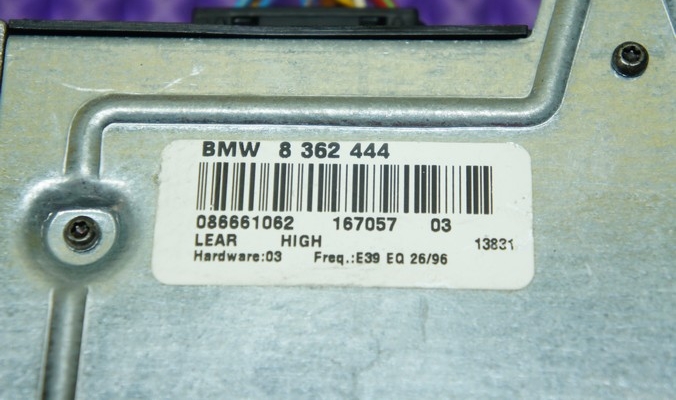 BMW 8 362 444
086661062 167057 03
LEAR HIGH 13831
Hardware:03 Freq.:E39 EQ 26/96